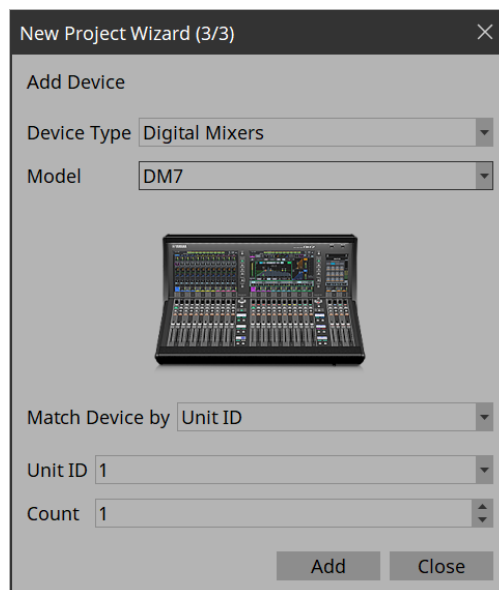 New Project Wizard (3/3)
Add Device
Device Type Digital Mixers
Model DM7
YAMAHA
Match Device by Unit ID
Unit ID 1
Count 1
Add Close